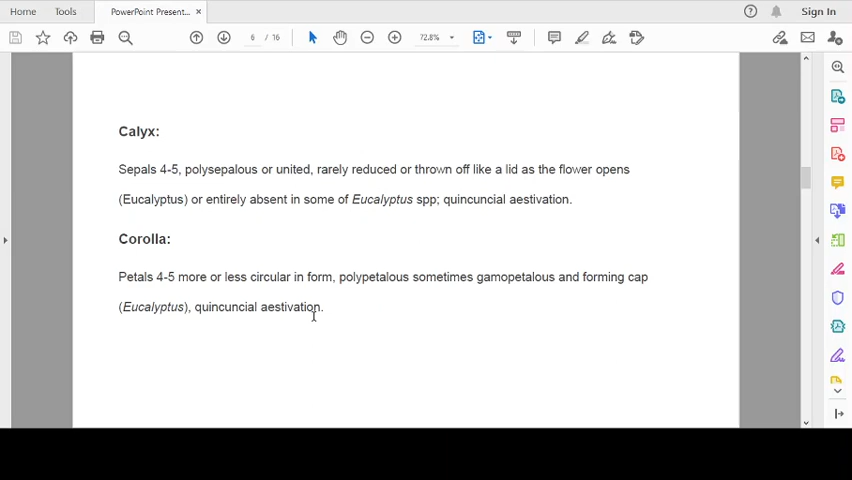 Home Tools PowerPoint Present... × Sign In
6 / 16 72.8%
Calyx:
Sepals 4-5, polysepalous or united, rarely reduced or thrown off like a lid as the flower opens
(Eucalyptus) or entirely absent in some of Eucalyptus spp; quincuncial aestivation.
Corolla:
Petals 4-5 more or less circular in form, polypetalous sometimes gamopetalous and forming cap
(Eucalyptus), quincuncial aestivation.